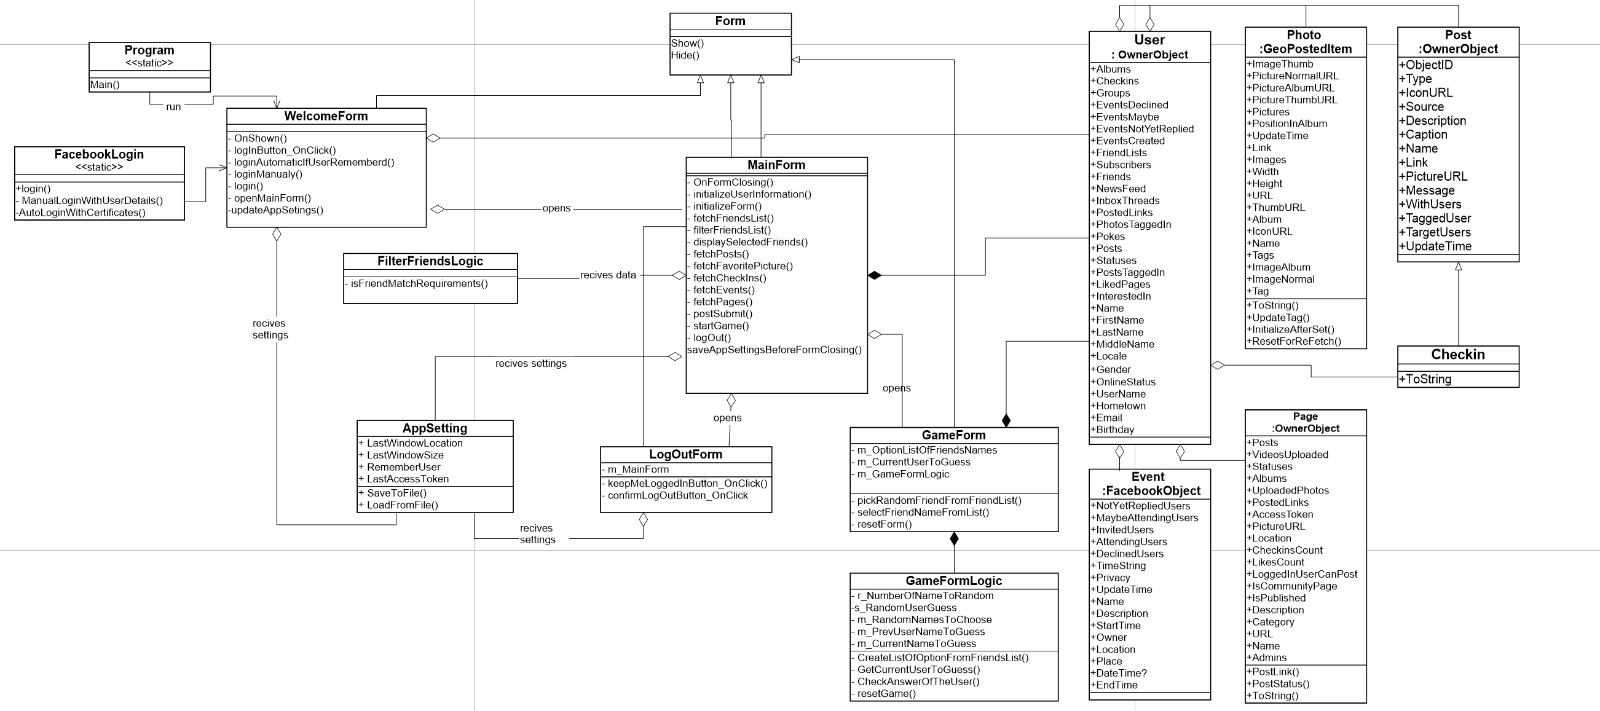 Program
<<static>>
Main()
run
FacebookLogin
<<static>>
+login()
- ManualLoginWithUserDetails()
-AutoLoginWithCertificates()
WelcomeForm
- OnShown()
- logInButton_OnClick()
- loginAutomaticIfUserRememberd()
- loginManualy()
- login()
- openMainForm()
-updateAppSetings()
Form
Show()
Hide()
opens
FilterFriendsLogic
- isFriendMatchRequirements()
recives data
recives
settings
recives settings
MainForm
- OnFormClosing()
- initializeUserInformation()
- initializeForm()
- fetchFriendsList()
- filterFriendsList()
- displaySelectedFriends()
- fetchPosts()
- fetchFavoritePicture()
- fetchCheckIns()
- fetchEvents()
- fetchPages()
- postSubmit()
- startGame()
- logOut()
saveAppSettingsBeforeFormClosing()
opens
opens
AppSetting
+ LastWindowLocation
+ LastWindowSize
+ RememberUser
+ LastAccessToken
+ SaveToFile()
+ LoadFromFile()
LogOutForm
- m_MainForm
- keepMeLoggedInButton_OnClick()
- confirmLogOutButton_OnClick
recives
settings
GameForm
- m_OptionListOfFriendsNames
- m_CurrentUserToGuess
- m_GameFormLogic
- pickRandomFriendFromFriendList()
- selectFriendNameFromList()
- resetForm()
GameFormLogic
- r_NumberOfNameToRandom
-s_RandomUserGuess
- m_RandomNamesToChoose
- m_PrevUserNameToGuess
- m_CurrentNameToGuess
- CreateListOfOptionFromFriendsList()
- GetCurrentUserToGuess()
- CheckAnswerOfTheUser()
- resetGame()
User
: OwnerObject
+Albums
+Checkins
+Groups
+EventsDeclined
+EventsMaybe
+EventsNotYetReplied
+EventsCreated
+FriendLists
+Subscribers
+Friends
+NewsFeed
+InboxThreads
+PostedLinks
+PhotosTaggedIn
+Pokes
+Posts
+Statuses
+PostsTaggedIn
+LikedPages
+InterestedIn
+Name
+FirstName
+LastName
+MiddleName
+Locale
+Gender
+OnlineStatus
+UserName
+Hometown
+Email
+Birthday
Event
:FacebookObject
+NotYetRepliedUsers
+MaybeAttendingUsers
+InvitedUsers
+AttendingUsers
+DeclinedUsers
+TimeString
+Privacy
+UpdateTime
+Name
+Description
+StartTime
+Owner
+Location
+Place
+DateTime?
+EndTime
Photo
:GeoPostedItem
+ImageThumb
+PictureNormalURL
+PictureAlbumURL
+PictureThumbURL
+Pictures
+PositionInAlbum
+UpdateTime
+Link
+Images
+Width
+Height
+URL
+ThumbURL
+Album
+IconURL
+Name
+Tags
+ImageAlbum
+ImageNormal
+Tag
+ToString()
+UpdateTag()
+InitializeAfterSet()
+ResetForReFetch()
Page
:OwnerObject
+Posts
+VideosUploaded
+Statuses
+Albums
+UploadedPhotos
+PostedLinks
+AccessToken
+PictureURL
+Location
+CheckinsCount
+LikesCount
+LoggedInUserCanPost
+IsCommunityPage
+IsPublished
+Description
+Category
+URL
+Name
+Admins
+PostLink()
+PostStatus()
+ToString()
Post
:OwnerObject
+ObjectID
+Type
+IconURL
+Source
+Description
+Caption
+Name
+Link
+PictureURL
+Message
+WithUsers
+TaggedUser
+TargetUsers
+UpdateTime
Checkin
+ToString